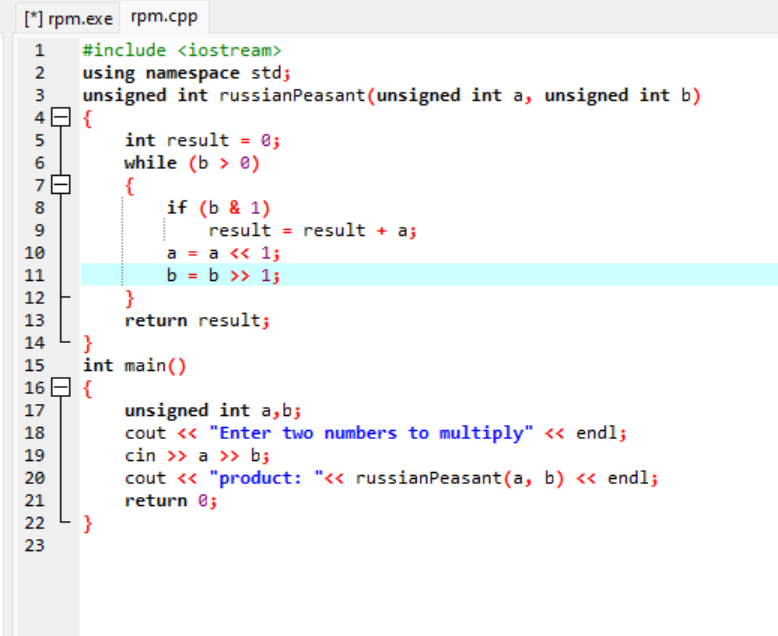 [*] rpm.exe rpm.cpp
1 #include <iostream>
2 using namespace std;
3 unsigned int russianPeasant(unsigned int a, unsigned int b)
4 {
5     int result = 0;
6     while (b > 0)
7     {
8         if (b & 1)
9             result = result + a;
10         a = a << 1;
11         b = b >> 1;
12     }
13     return result;
14 }
15 int main()
16 {
17     unsigned int a,b;
18     cout << "Enter two numbers to multiply" << endl;
19     cin >> a >> b;
20     cout << "product: "<< russianPeasant(a, b) << endl;
21     return 0;
22 }
23